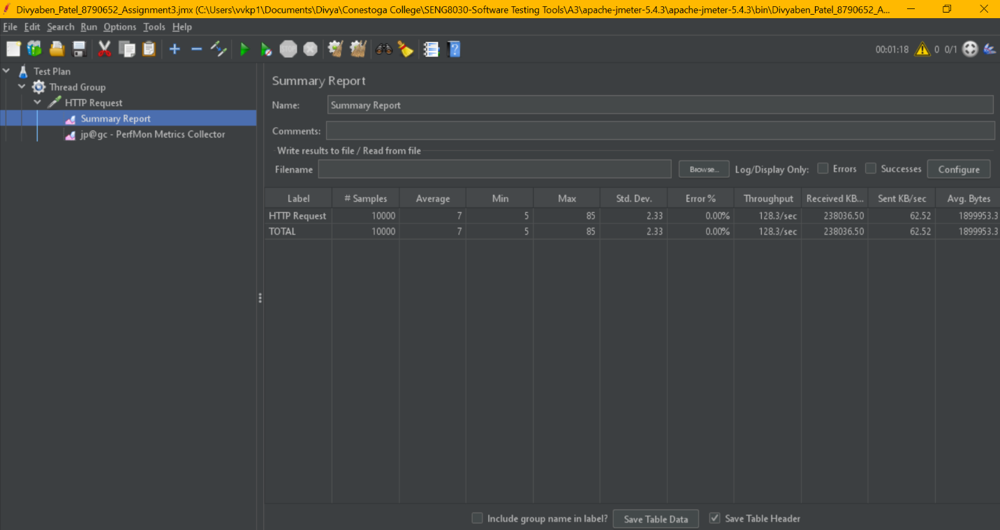 Divyaben_Patel_8790652_Assignment3.jmx (C:\Users\vvkp1\Documents\Divya\Conestoga College\SENG8030-Software Testing Tools\A3\apache-jmeter-5.4.3\apache-jmeter-5.4.3\bin\Divyaben_Patel_8790652_A...
File Edit Search Run Options Tools Help
STOP 00:01:18 0 0/1
Test Plan
Thread Group
HTTP Request
Summary Report
jp@gc - PerfMon Metrics Collector
Summary Report
Name: Summary Report
Comments:
Write results to file / Read from file
Filename Browse... Log/Display Only: Errors Successes Configure
Label # Samples Average Min Max Std. Dev. Error % Throughput Received KB... Sent KB/sec Avg. Bytes
HTTP Request 10000 7 5 85 2.33 0.00% 128.3/sec 238036.50 62.52 1899953.3
TOTAL 10000 7 5 85 2.33 0.00% 128.3/sec 238036.50 62.52 1899953.3
Include group name in label? Save Table Data Save Table Header